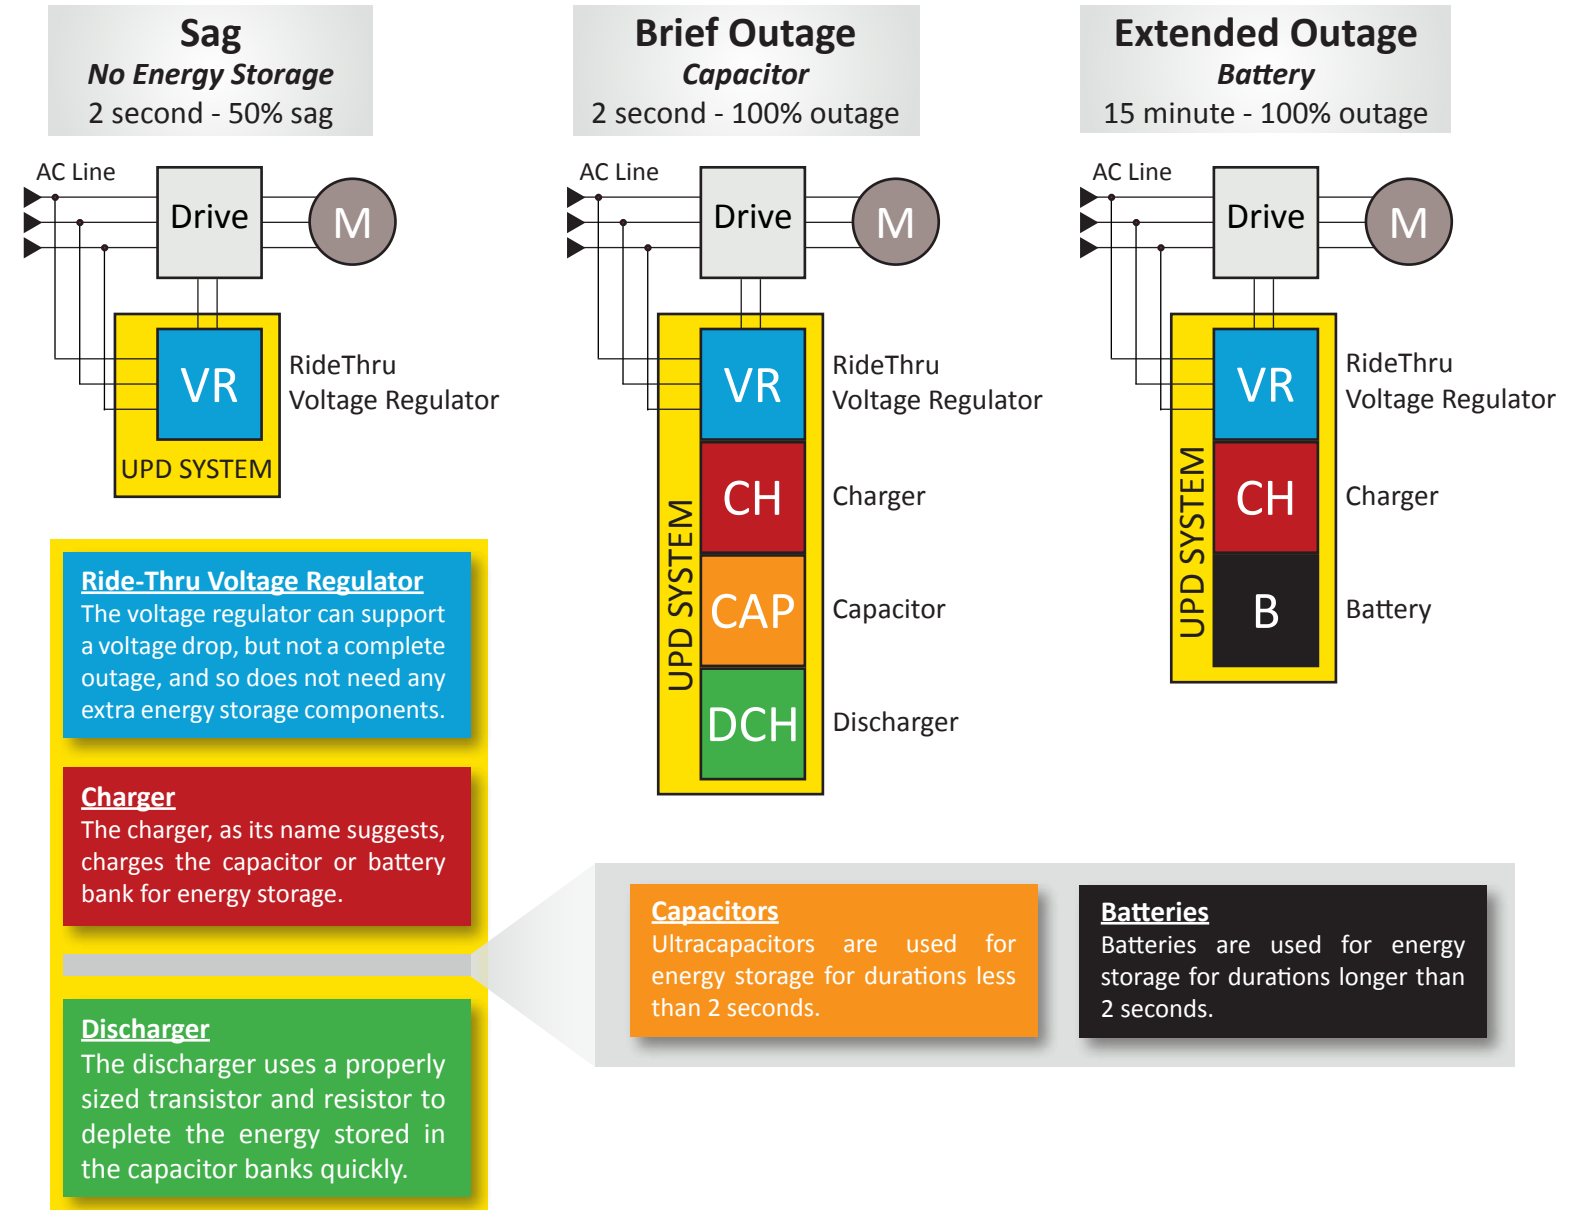 Sag
No Energy Storage
2 second - 50% sag
AC Line
Drive
M
VR
RideThru
Voltage Regulator
UPD SYSTEM
Brief Outage
Capacitor
2 second - 100% outage
AC Line
Drive
M
VR
RideThru
Voltage Regulator
CH
Charger
CAP
Capacitor
DCH
Discharger
UPD SYSTEM
Extended Outage
Battery
15 minute - 100% outage
AC Line
Drive
M
VR
RideThru
Voltage Regulator
CH
Charger
B
Battery
UPD SYSTEM
Ride-Thru Voltage Regulator
The voltage regulator can support
a voltage drop, but not a complete
outage, and so does not need any
extra energy storage components.
Charger
The charger, as its name suggests,
charges the capacitor or battery
bank for energy storage.
Capacitors
Ultracapacitors are used for
energy storage for durations less
than 2 seconds.
Batteries
Batteries are used for energy
storage for durations longer than
2 seconds.
Discharger
The discharger uses a properly
sized transistor and resistor to
deplete the energy stored in
the capacitor banks quickly.